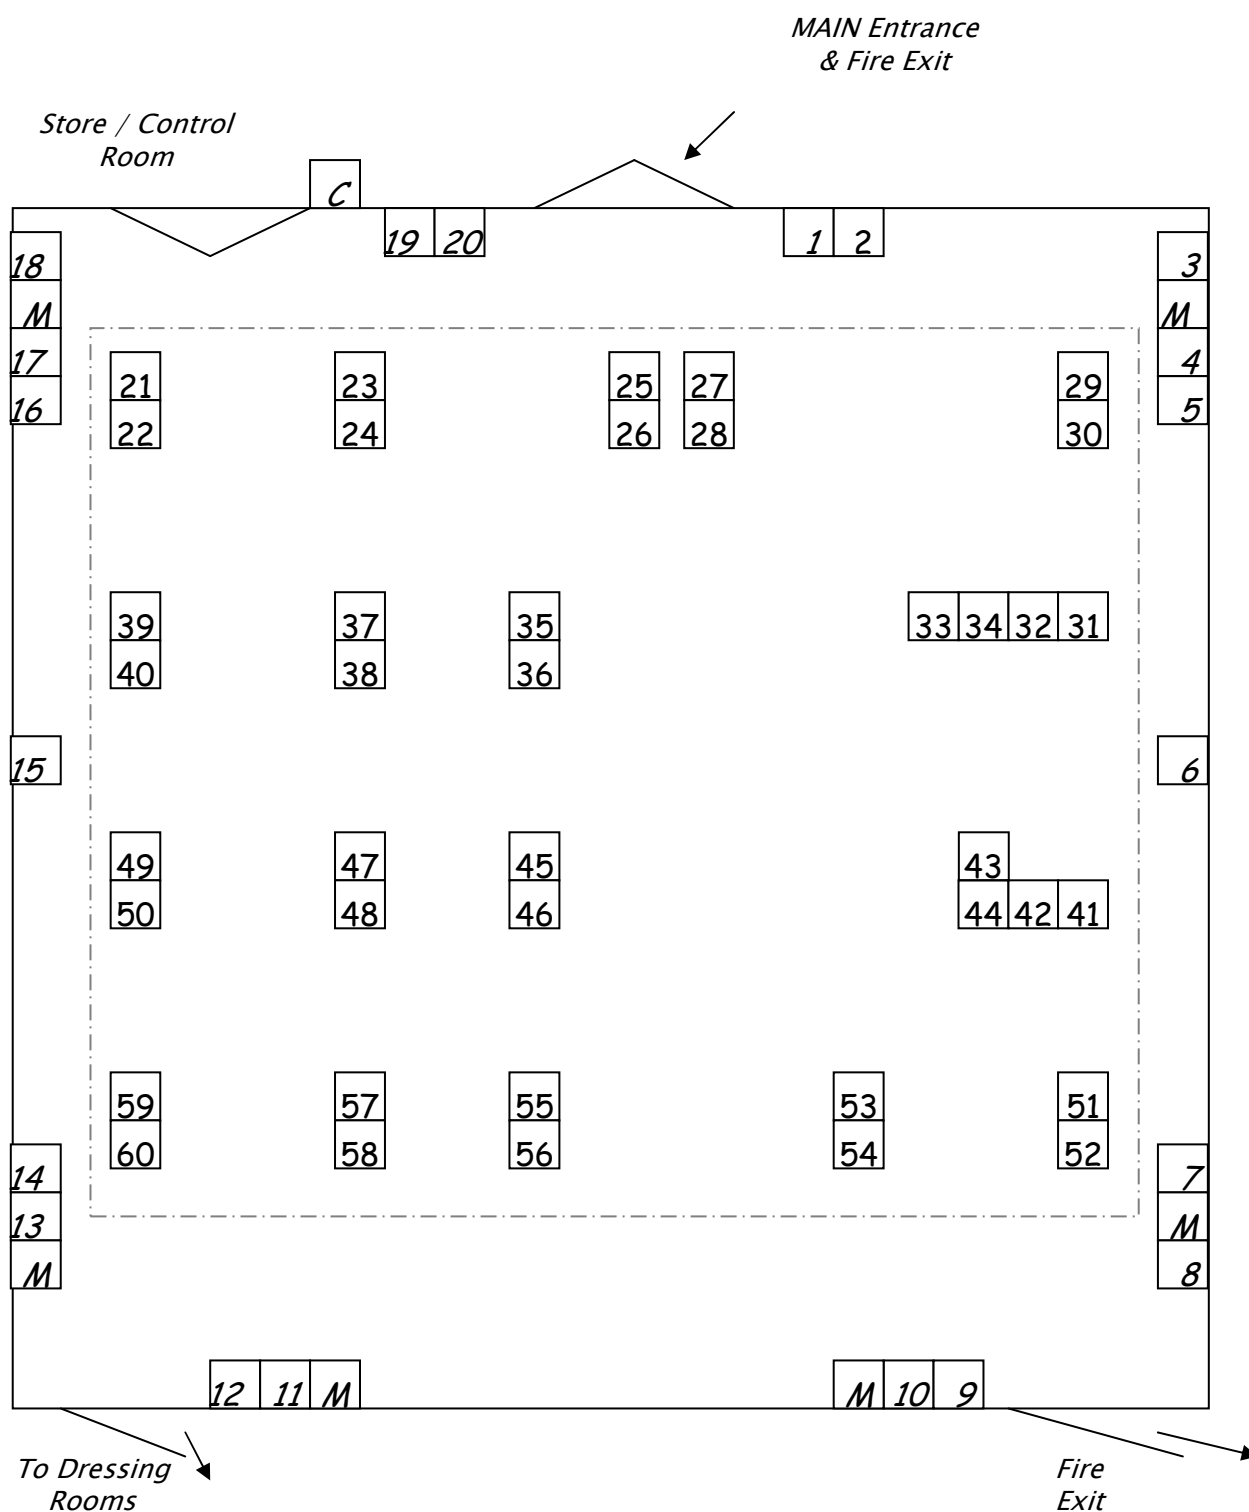 MAIN Entrance
& Fire Exit
Store / Control
Room
C
19 20 1 2
18 3
M M
17 4
16 5
21 23 25 27 29
22 24 26 28 30
39 37 35 33 34 32 31
40 38 36
15 6
49 47 45 43
50 48 46 44 42 41
59 57 55 53 51
60 58 56 54 52
14 7
13 M
M 8
12 11 M M 10 9
To Dressing
Rooms
Fire
Exit